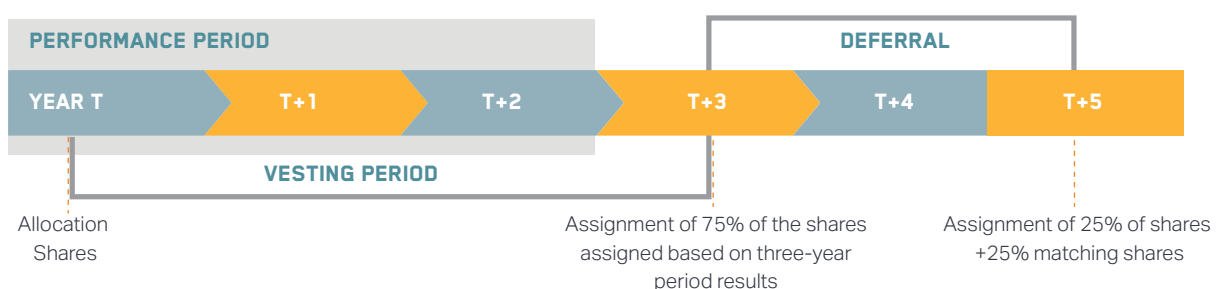 PERFORMANCE PERIOD
DEFERRAL
YEAR T
T+1
T+2
T+3
T+4
T+5
VESTING PERIOD
Allocation
Shares
Assignment of 75% of the shares
assigned based on three-year
period results
Assignment of 25% of shares
+25% matching shares